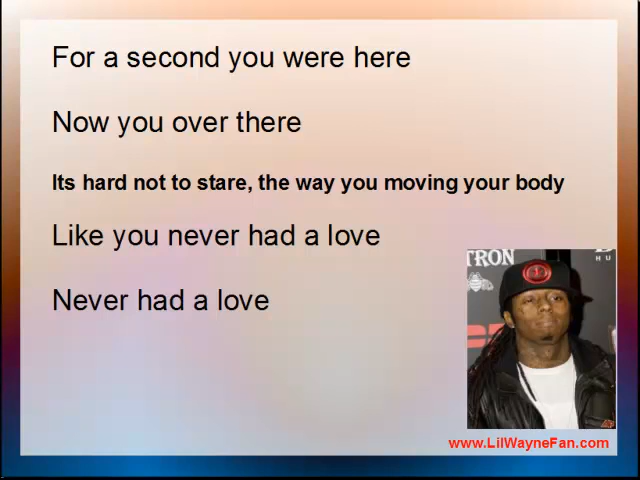 For a second you were here
Now you over there
Its hard not to stare, the way you moving your body
Like you never had a love
Never had a love
TRON
H U
www.LilWayneFan.com